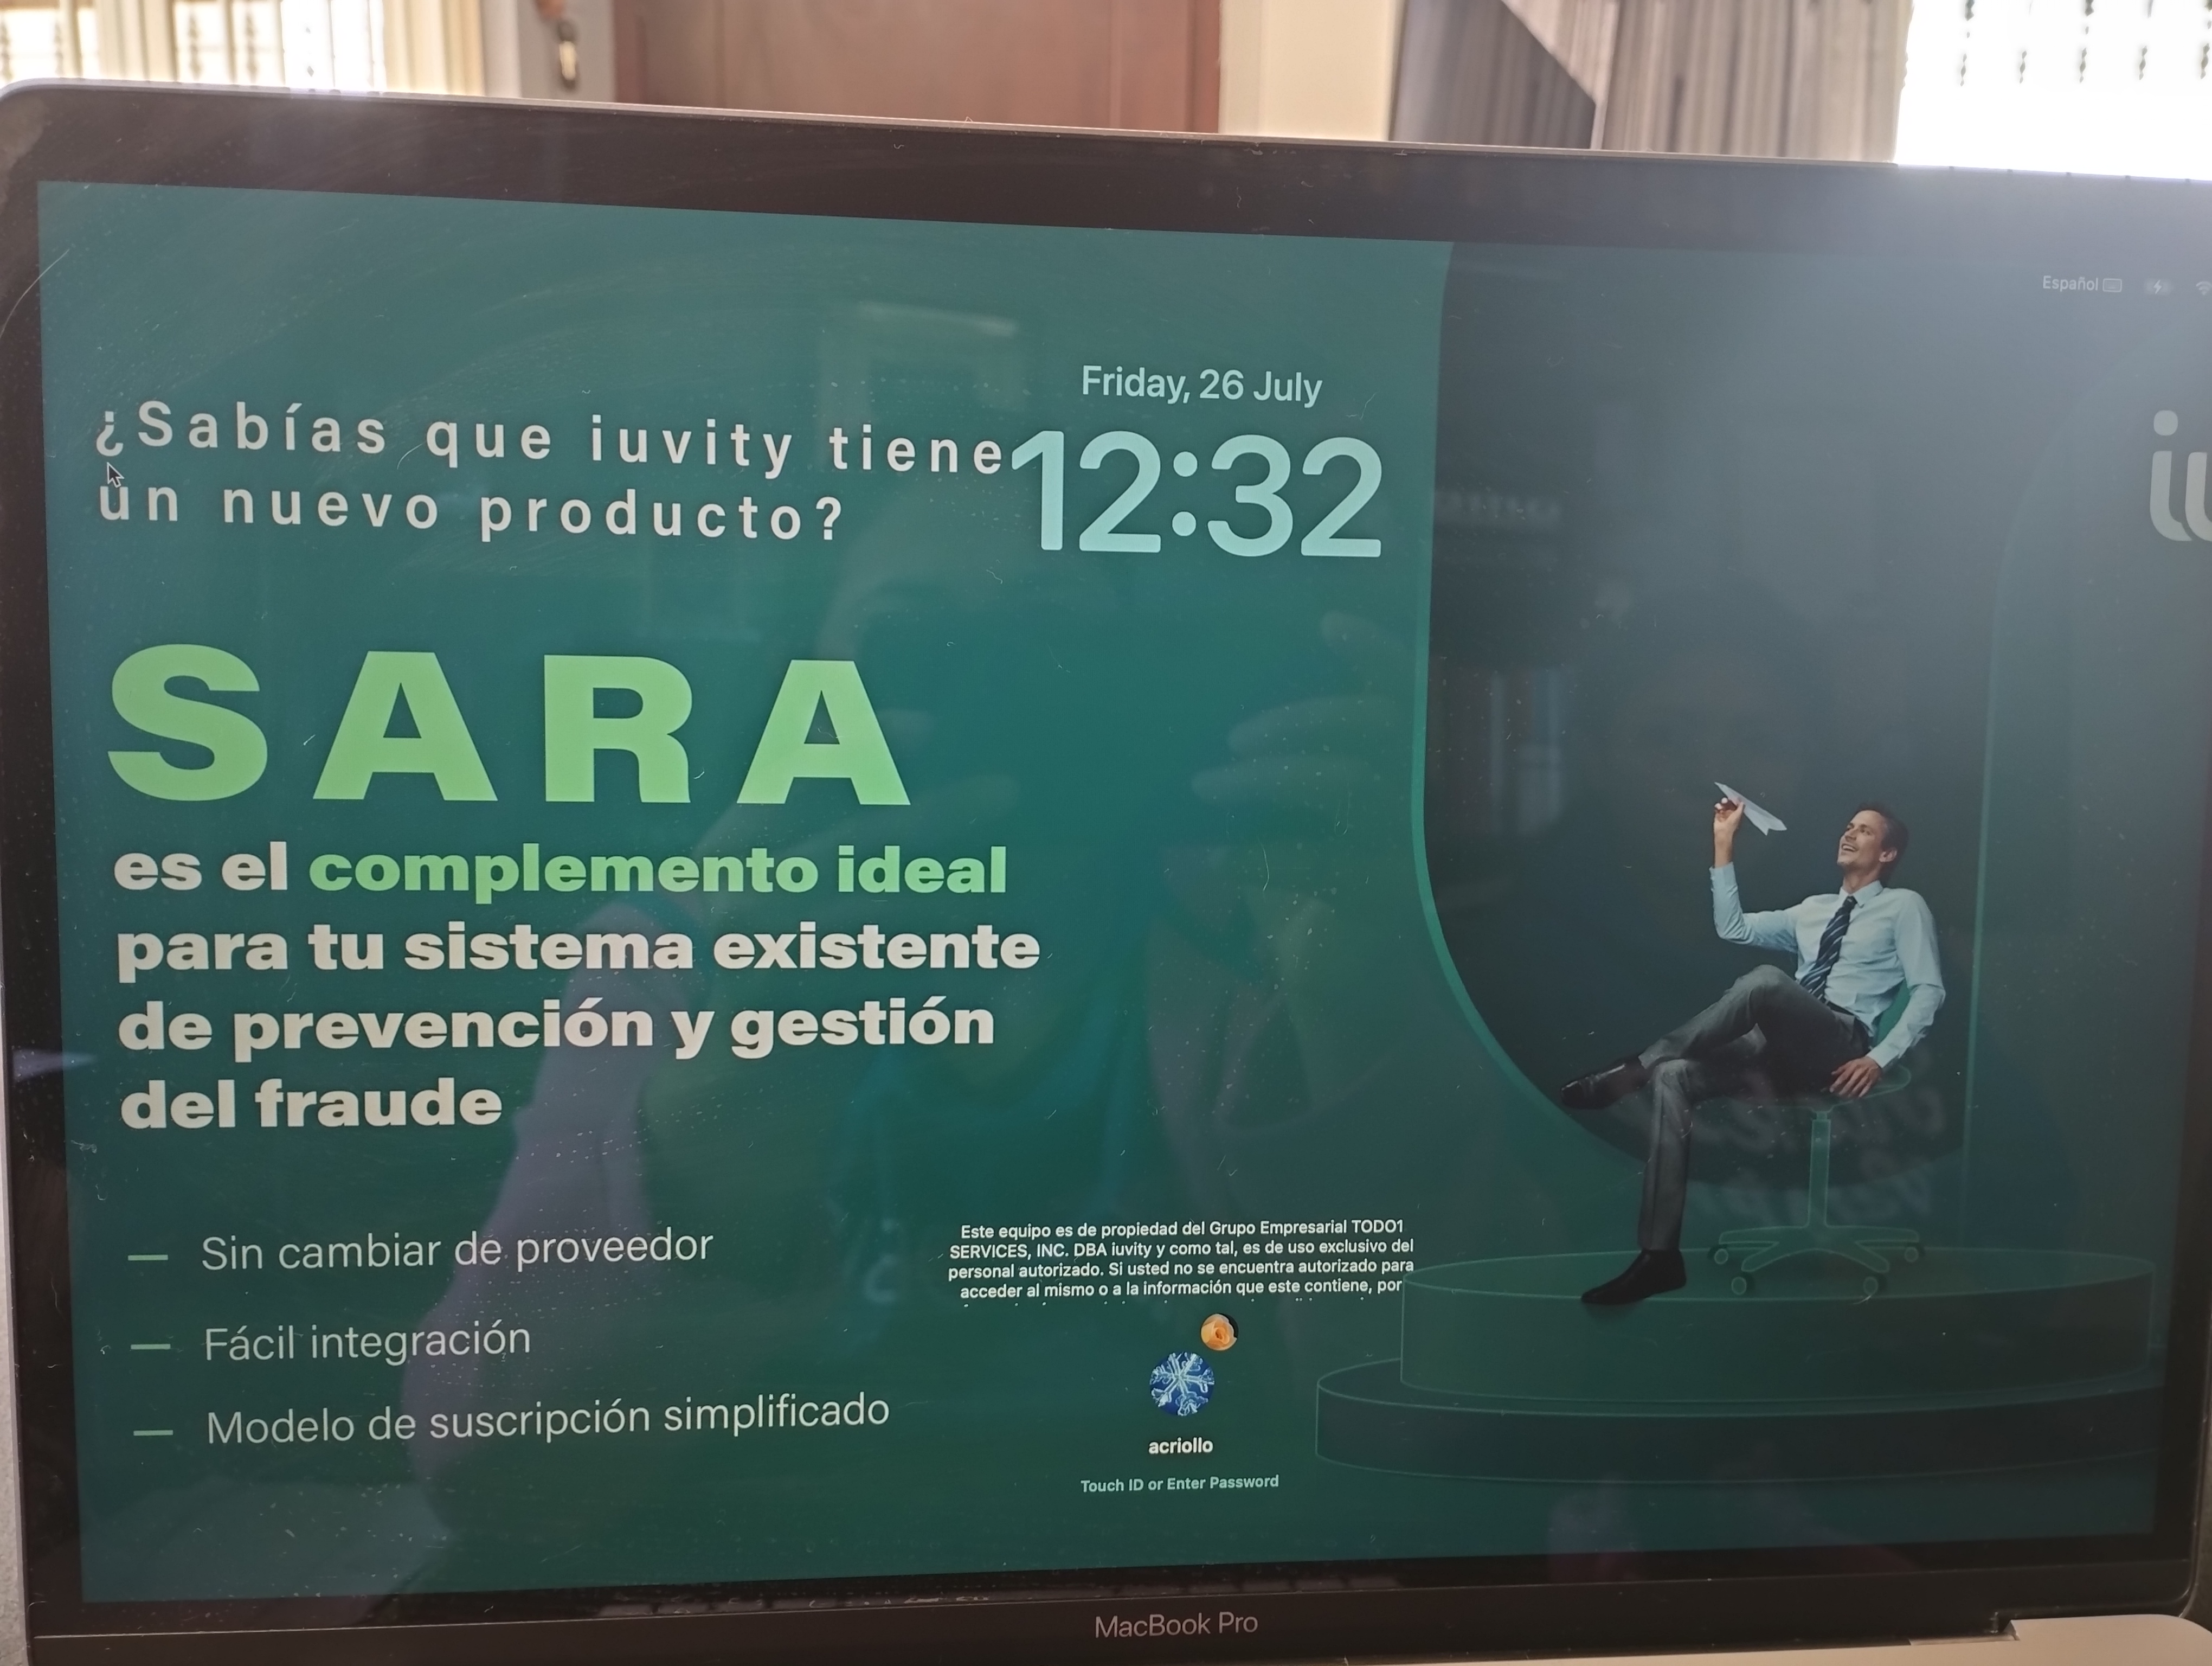 Español
Friday, 26 July
12:32
¿Sabías que iuvity tiene
un nuevo producto?
SARA
es el complemento ideal
para tu sistema existente
de prevención y gestión
del fraude
— Sin cambiar de proveedor
— Fácil integración
— Modelo de suscripción simplificado
Este equipo es de propiedad del Grupo Empresarial TODO1
SERVICES, INC. DBA iuvity y como tal, es de uso exclusivo del
personal autorizado. Si usted no se encuentra autorizado para
acceder al mismo o a la información que este contiene, por
acriollo
Touch ID or Enter Password
MacBook Pro